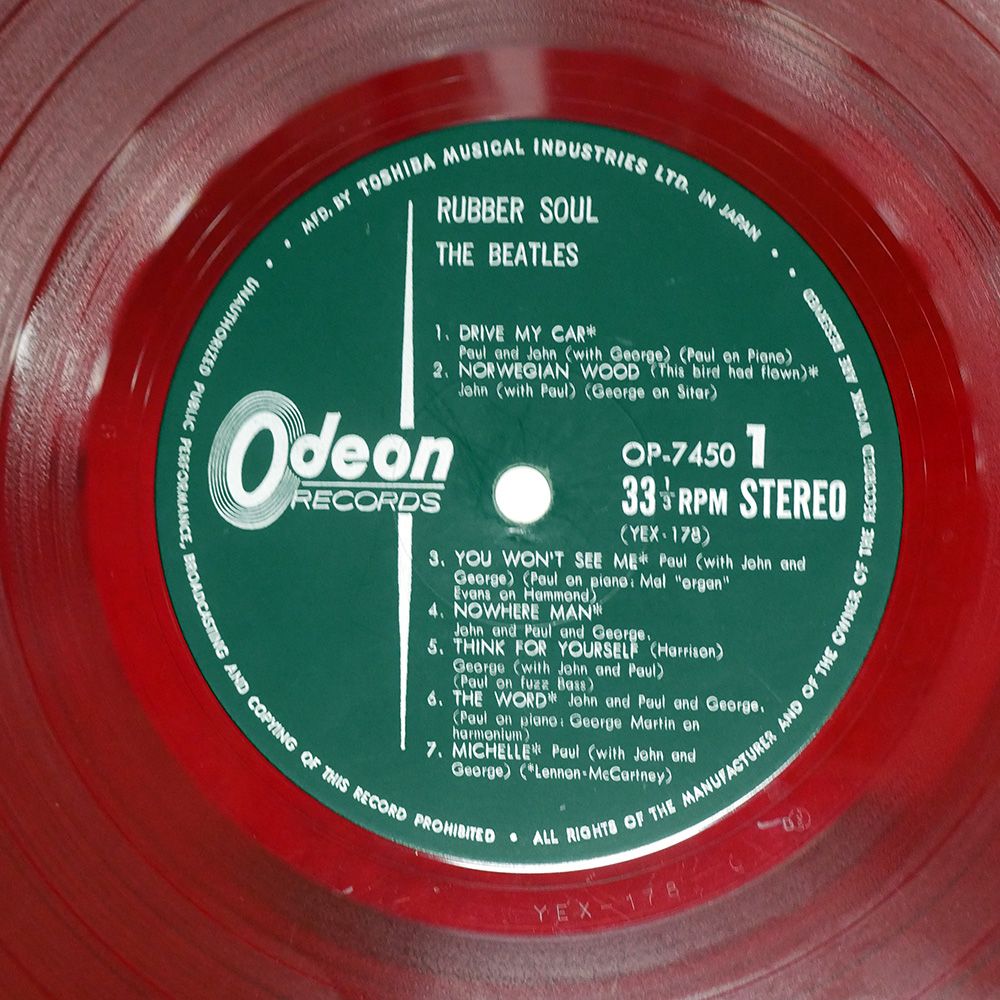 MFD. BY TOSHIBA MUSICAL INDUSTRIES LTD. IN JAPAN
RUBBER SOUL
THE BEATLES
1. DRIVE MY CAR*
Paul and John (with George) (Paul on Piano)
2. NORWEGIAN WOOD (This bird had flown)*
John (with Paul) (George on Sitar)
Odeon
RECORDS
OP-7450 1
33 1/3 RPM STEREO
(YEX-178)
3. YOU WON'T SEE ME* Paul (with John and
George) (Paul on piano: Mal "organ"
Evans on Hammond)
4. NOWHERE MAN*
John and Paul and George.
5. THINK FOR YOURSELF (Harrison)
George (with John and Paul)
(Paul on fuzz Bass)
6. THE WORD* John and Paul and George.
(Paul on piano: George Martin on
harmonium)
7. MICHELLE* Paul (with John and
George) (*Lennon-McCartney)
UNAUTHORIZED PUBLIC PERFORMANCE, BROADCASTING AND COPYING OF THIS RECORD PROHIBITED • ALL RIGHTS OF THE MANUFACTURER AND OF THE OWNER OF THE RECORDED WORK ARE RESERVED
YEX-178